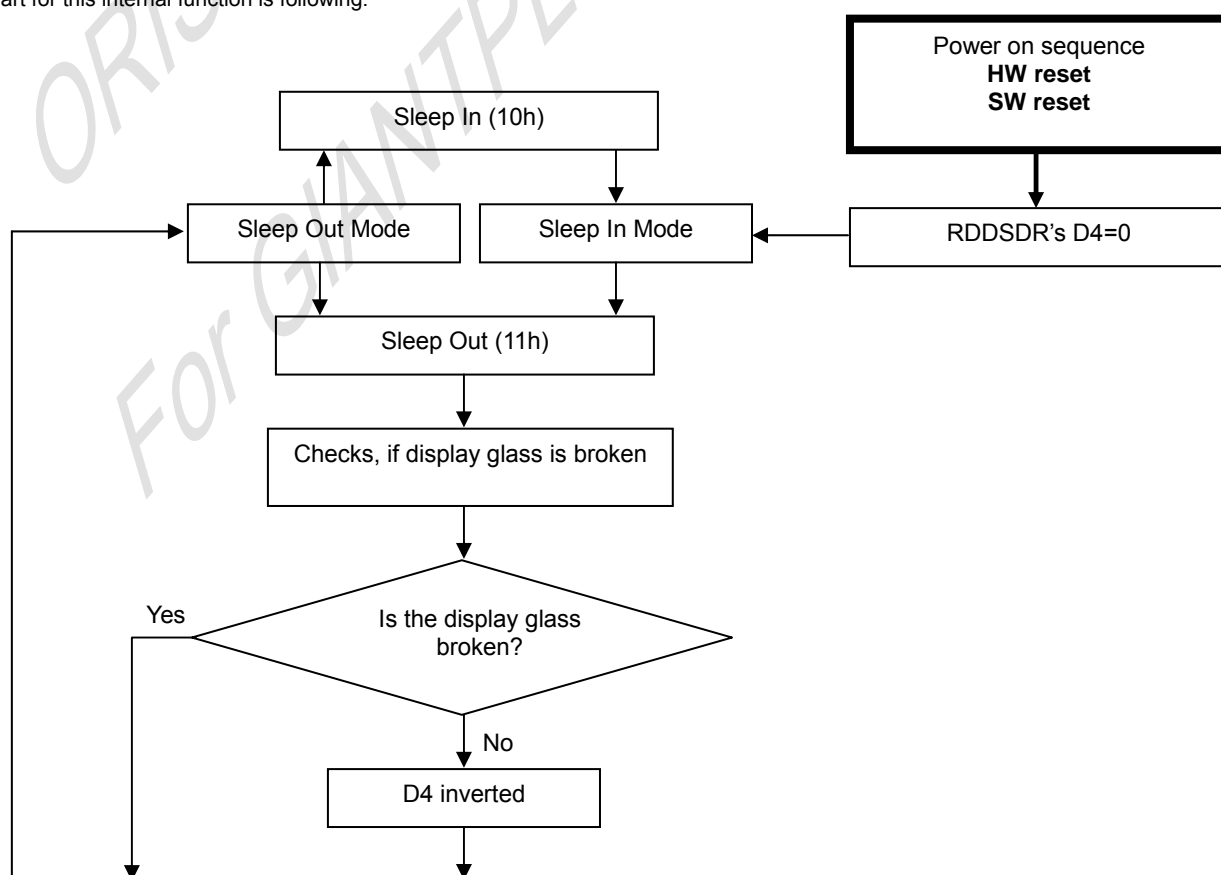 art for this internal function is following:
Power on sequence
HW reset
SW reset
Sleep In (10h)
Sleep Out Mode
Sleep In Mode
RDDSDR's D4=0
Sleep Out (11h)
Checks, if display glass is broken
Is the display glass
broken?
Yes
No
D4 inverted
For GIANTPL